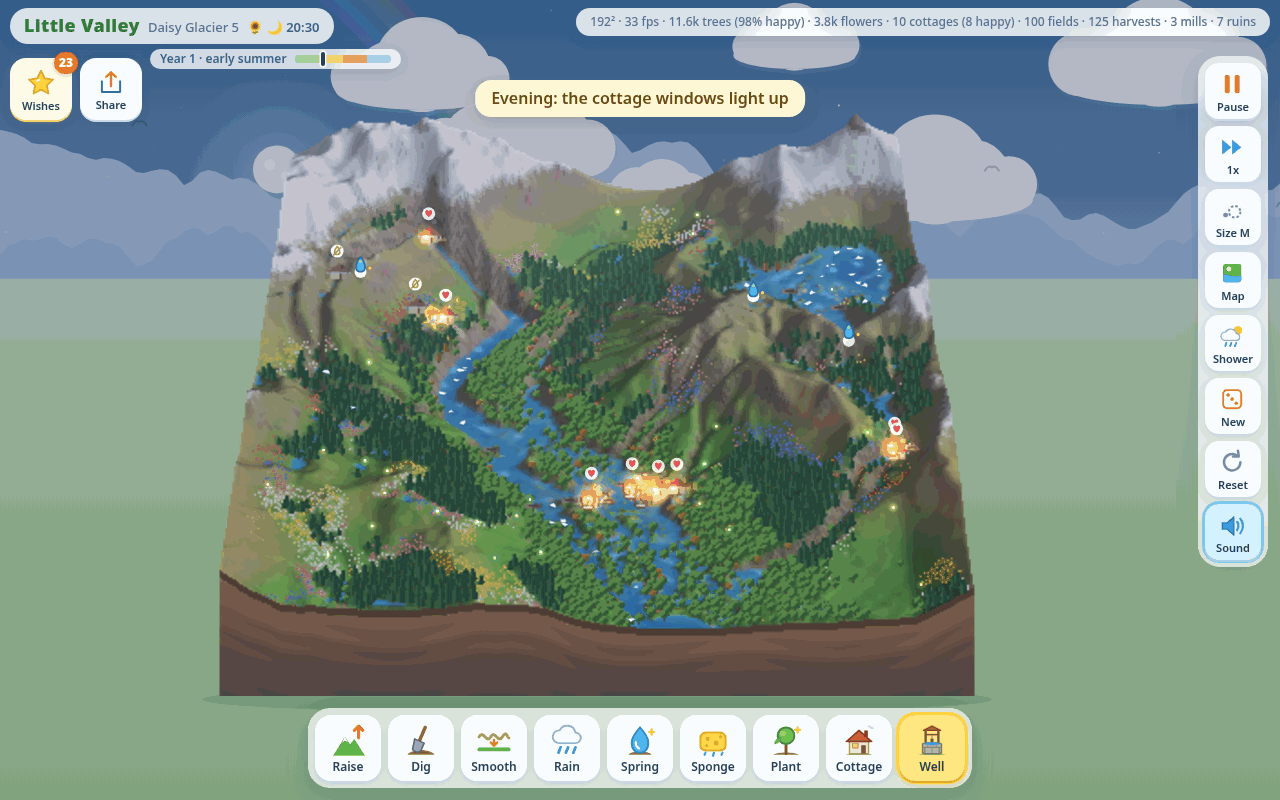 Little Valley Daisy Glacier 5 20:30
192² · 33 fps · 11.6k trees (98% happy) · 3.8k flowers · 10 cottages (8 happy) · 100 fields · 125 harvests · 3 mills · 7 ruins
Year 1 · early summer
23
Wishes
Share
Evening: the cottage windows light up
Pause
1x
Size M
Map
Shower
New
Reset
Sound
Raise
Dig
Smooth
Rain
Spring
Sponge
Plant
Cottage
Well